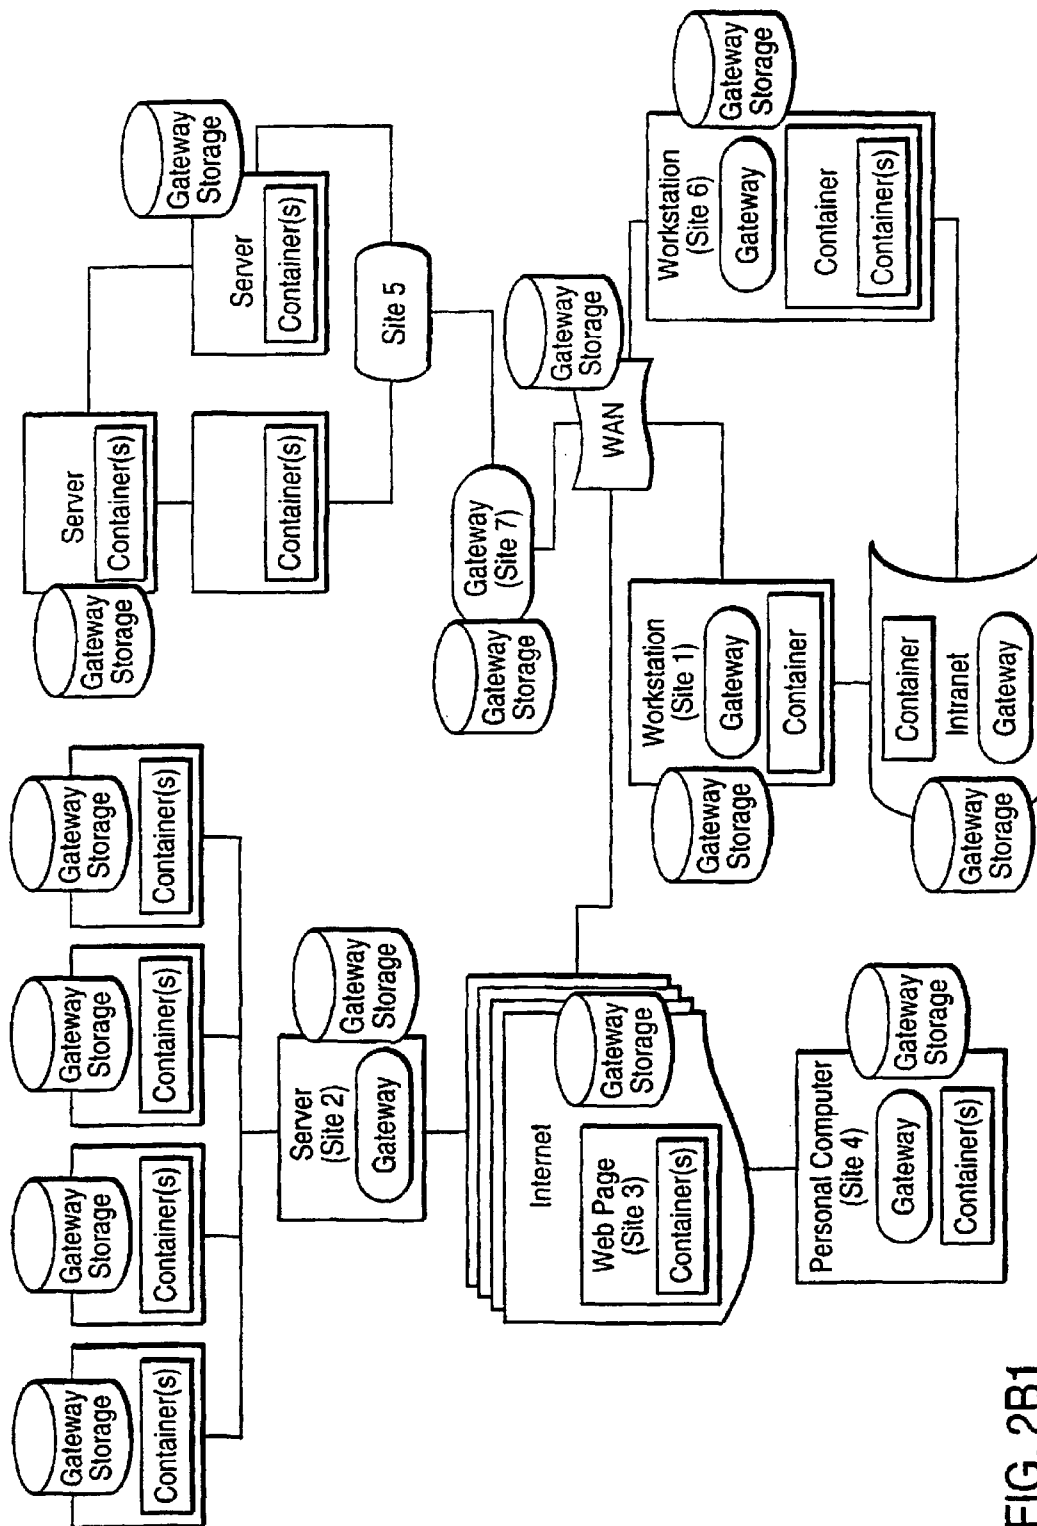 Gateway
Storage
Container(s)
Gateway
Storage
Container(s)
Gateway
Storage
Container(s)
Gateway
Storage
Container(s)
Gateway
Storage
Server
Container(s)
Gateway
Storage
Server
Container(s)
Container(s)
Site 5
Server
(Site 2)
Gateway
Gateway
Storage
Gateway
Storage
Gateway
(Site 7)
Internet
Gateway
Storage
Web Page
(Site 3)
Container(s)
Gateway
Storage
WAN
Gateway
Storage
Workstation
(Site 1)
Gateway
Container
Workstation
(Site 6)
Gateway
Gateway
Storage
Container
Container(s)
Personal Computer
(Site 4)
Gateway
Container(s)
Gateway
Storage
Gateway
Storage
Container
Intranet
Gateway
FIG. 2B1